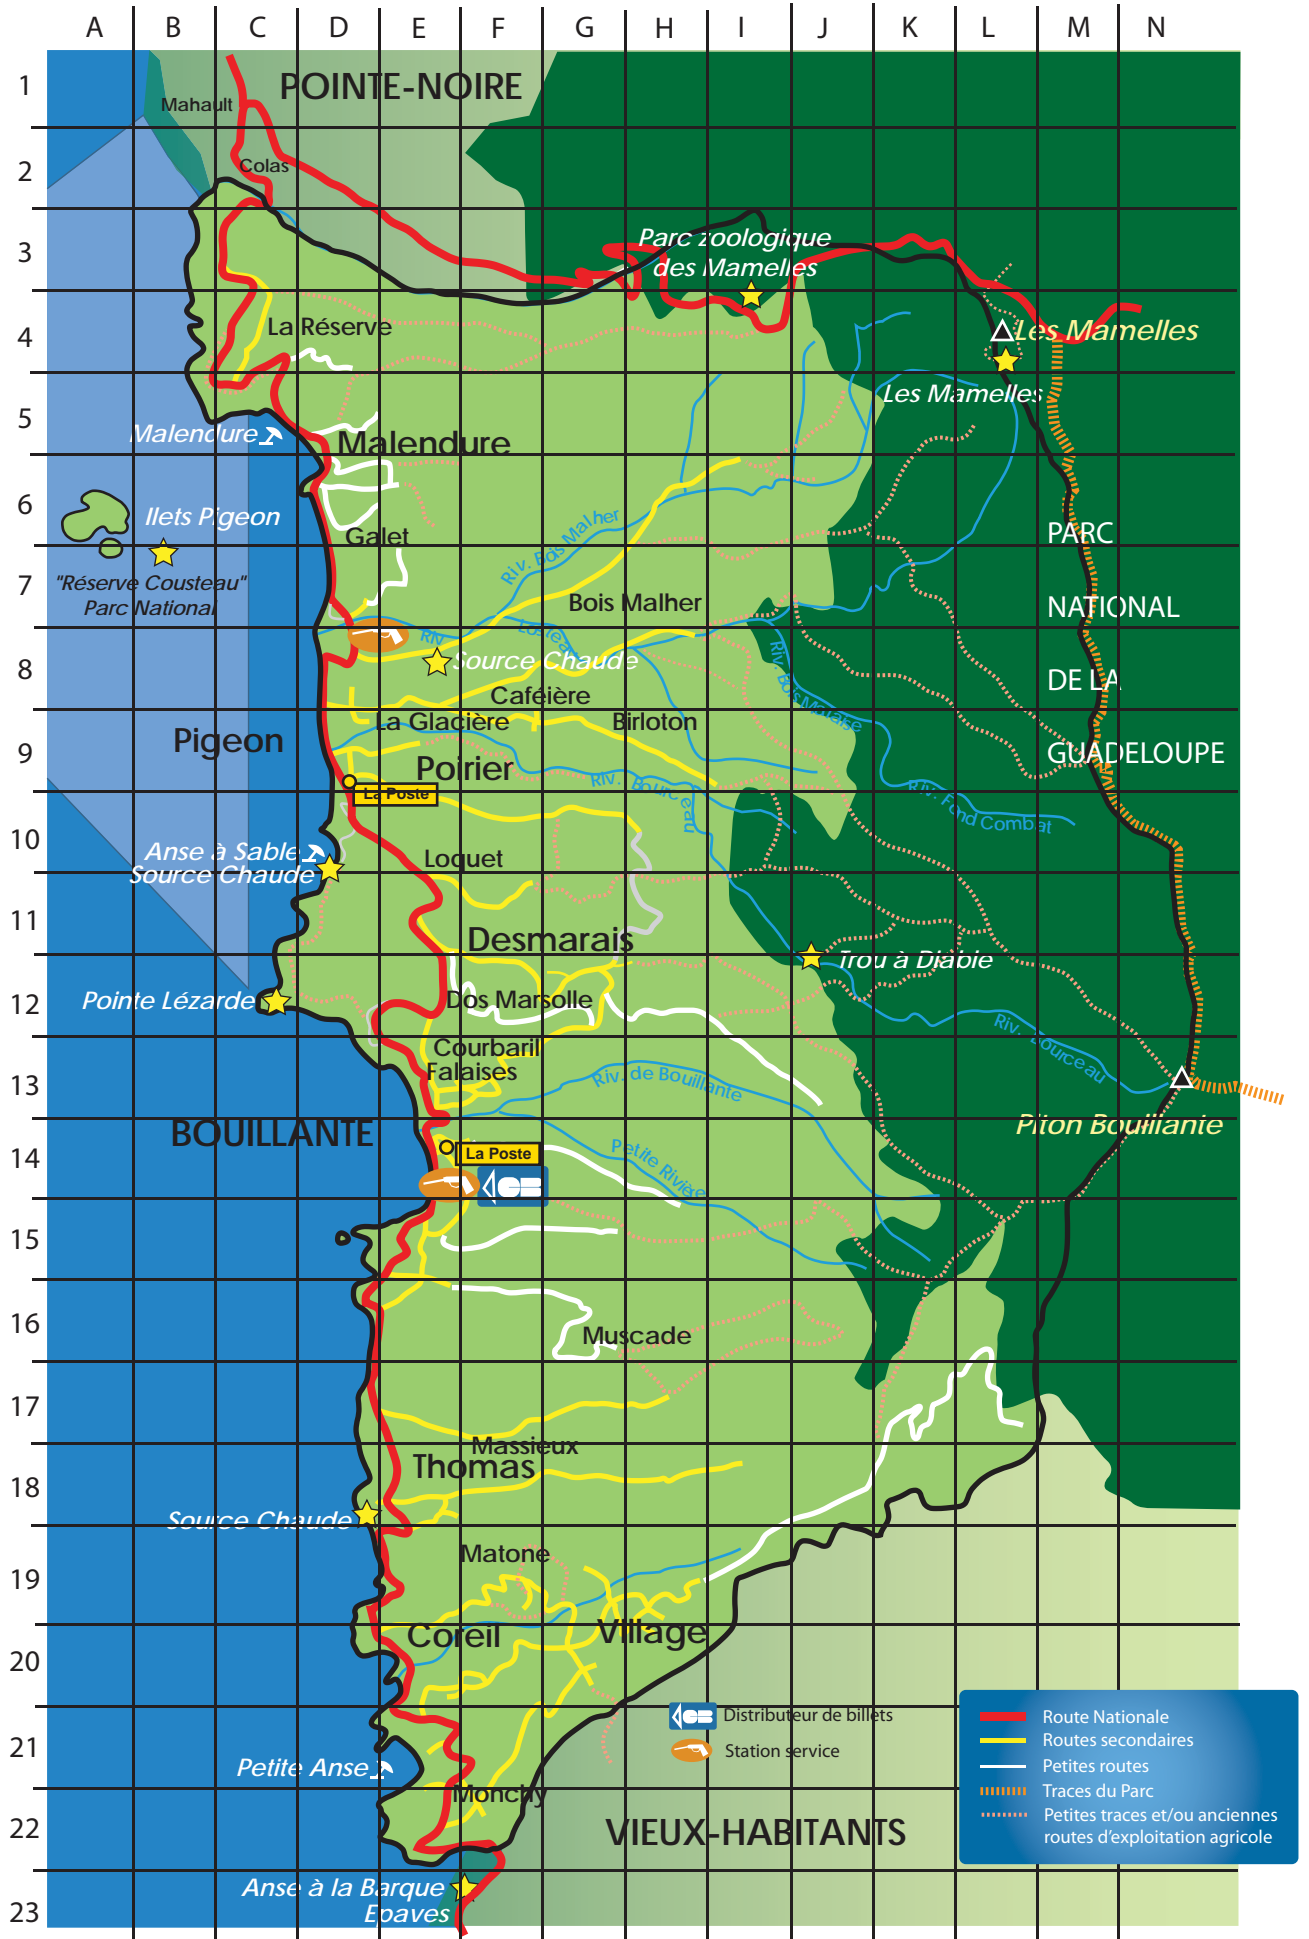 A B C D E F G H I J K L M N
1
2
3
4
5
6
7
8
9
10
11
12
13
14
15
16
17
18
19
20
21
22
23
POINTE-NOIRE
Mahault
Colas
Parc zoologique
des Mamelles
La Réserve
Les Mamelles
Les Mamelles
Malendure
Malendure
Ilets Pigeon
Galet
Riv. Bois Malher
PARC
NATIONAL
DE LA
GUADELOUPE
"Réserve Cousteau"
Parc National
Bois Malher
Riv. Losteau
Source Chaude
Riv. Bois Malaise
Caféière
La Glacière
Birloton
Pigeon
Poirier
La Poste
Riv. Bourceau
Riv. Fond Combat
Anse à Sable
Source Chaude
Loquet
Desmarais
Trou à Diable
Pointe Lézarde
Dos Marsolle
Riv. Bourceau
Courbaril
Falaises
Riv. de Bouillante
BOUILLANTE
Piton Bouillante
La Poste
Petite Rivière
Muscade
Massieux
Thomas
Source Chaude
Matone
Coreil
Village
Petite Anse
Monchy
VIEUX-HABITANTS
Anse à la Barque
Epaves
Distributeur de billets
Station service
Route Nationale
Routes secondaires
Petites routes
Traces du Parc
Petites traces et/ou anciennes
routes d'exploitation agricole